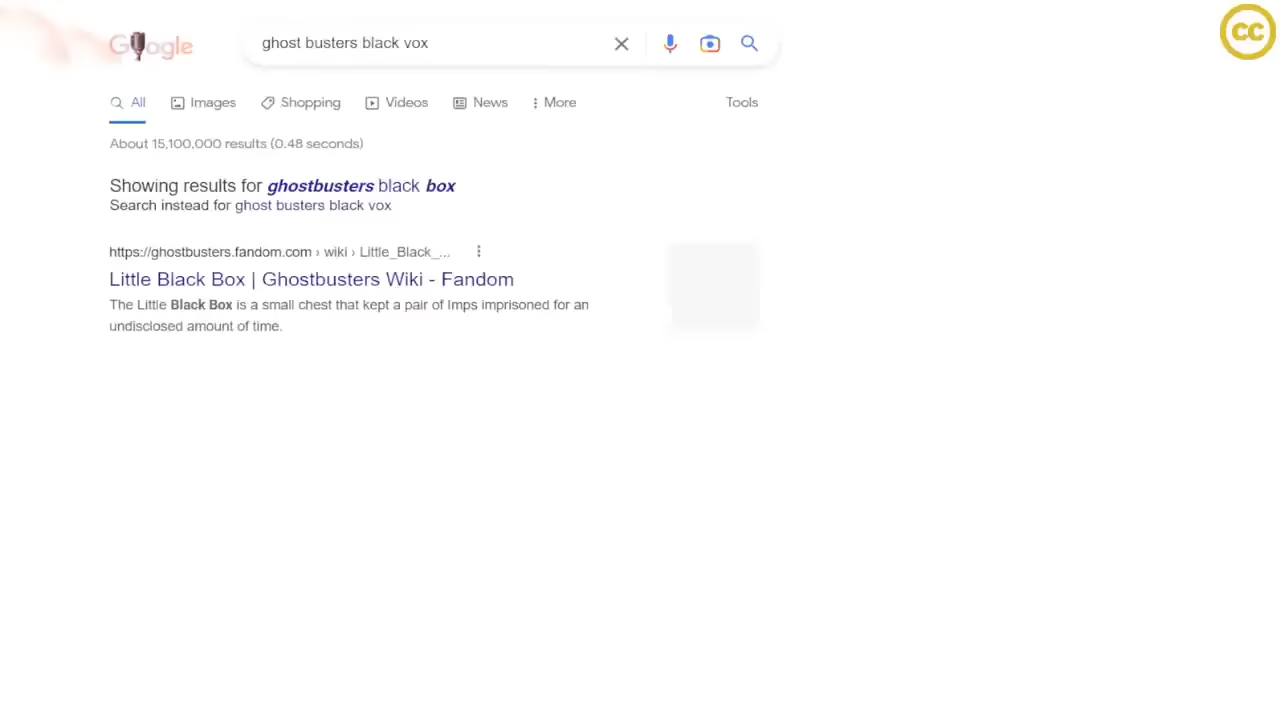 Google
ghost busters black vox
CC
All Images Shopping Videos News More Tools
About 15,100,000 results (0.48 seconds)
Showing results for ghostbusters black box
Search instead for ghost busters black vox
https://ghostbusters.fandom.com › wiki › Little_Black_...
Little Black Box | Ghostbusters Wiki - Fandom
The Little Black Box is a small chest that kept a pair of Imps imprisoned for an
undisclosed amount of time.